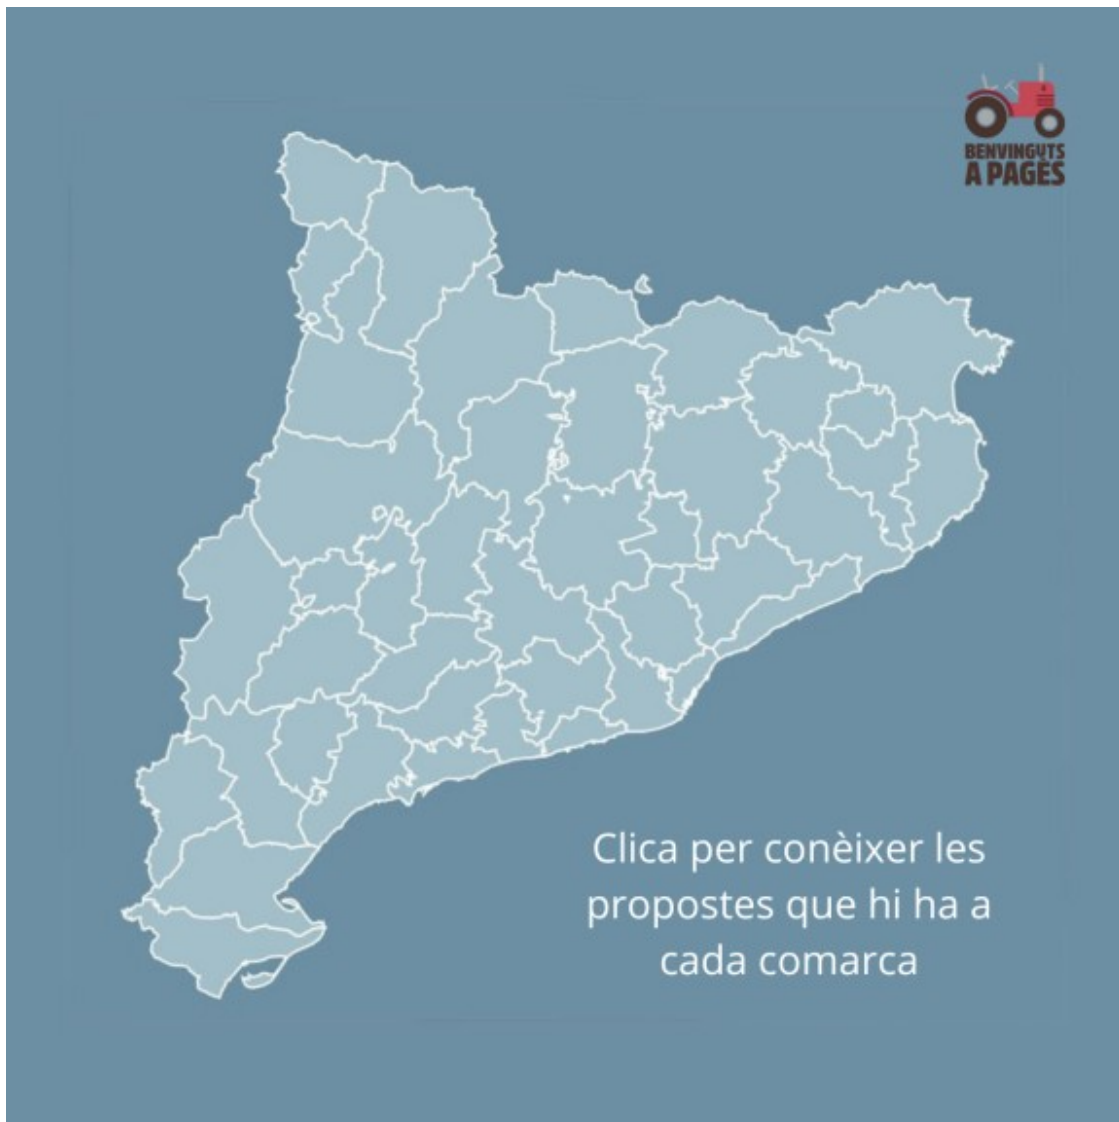 BENVINGUTS
A PAGÈS
Clica per conèixer les
propostes que hi ha a
cada comarca